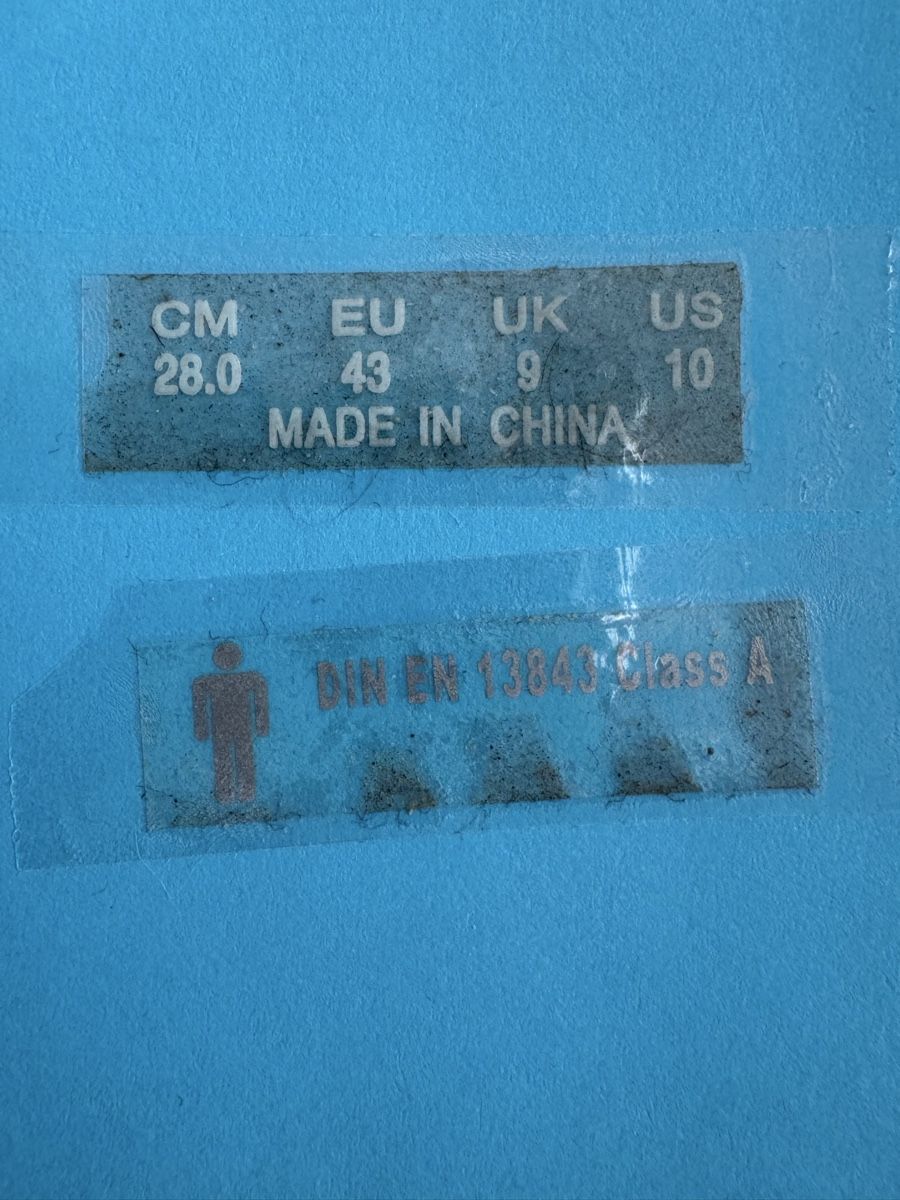 CM EU UK US
28.0 43 9 10
MADE IN CHINA
DIN EN 13843 Class A